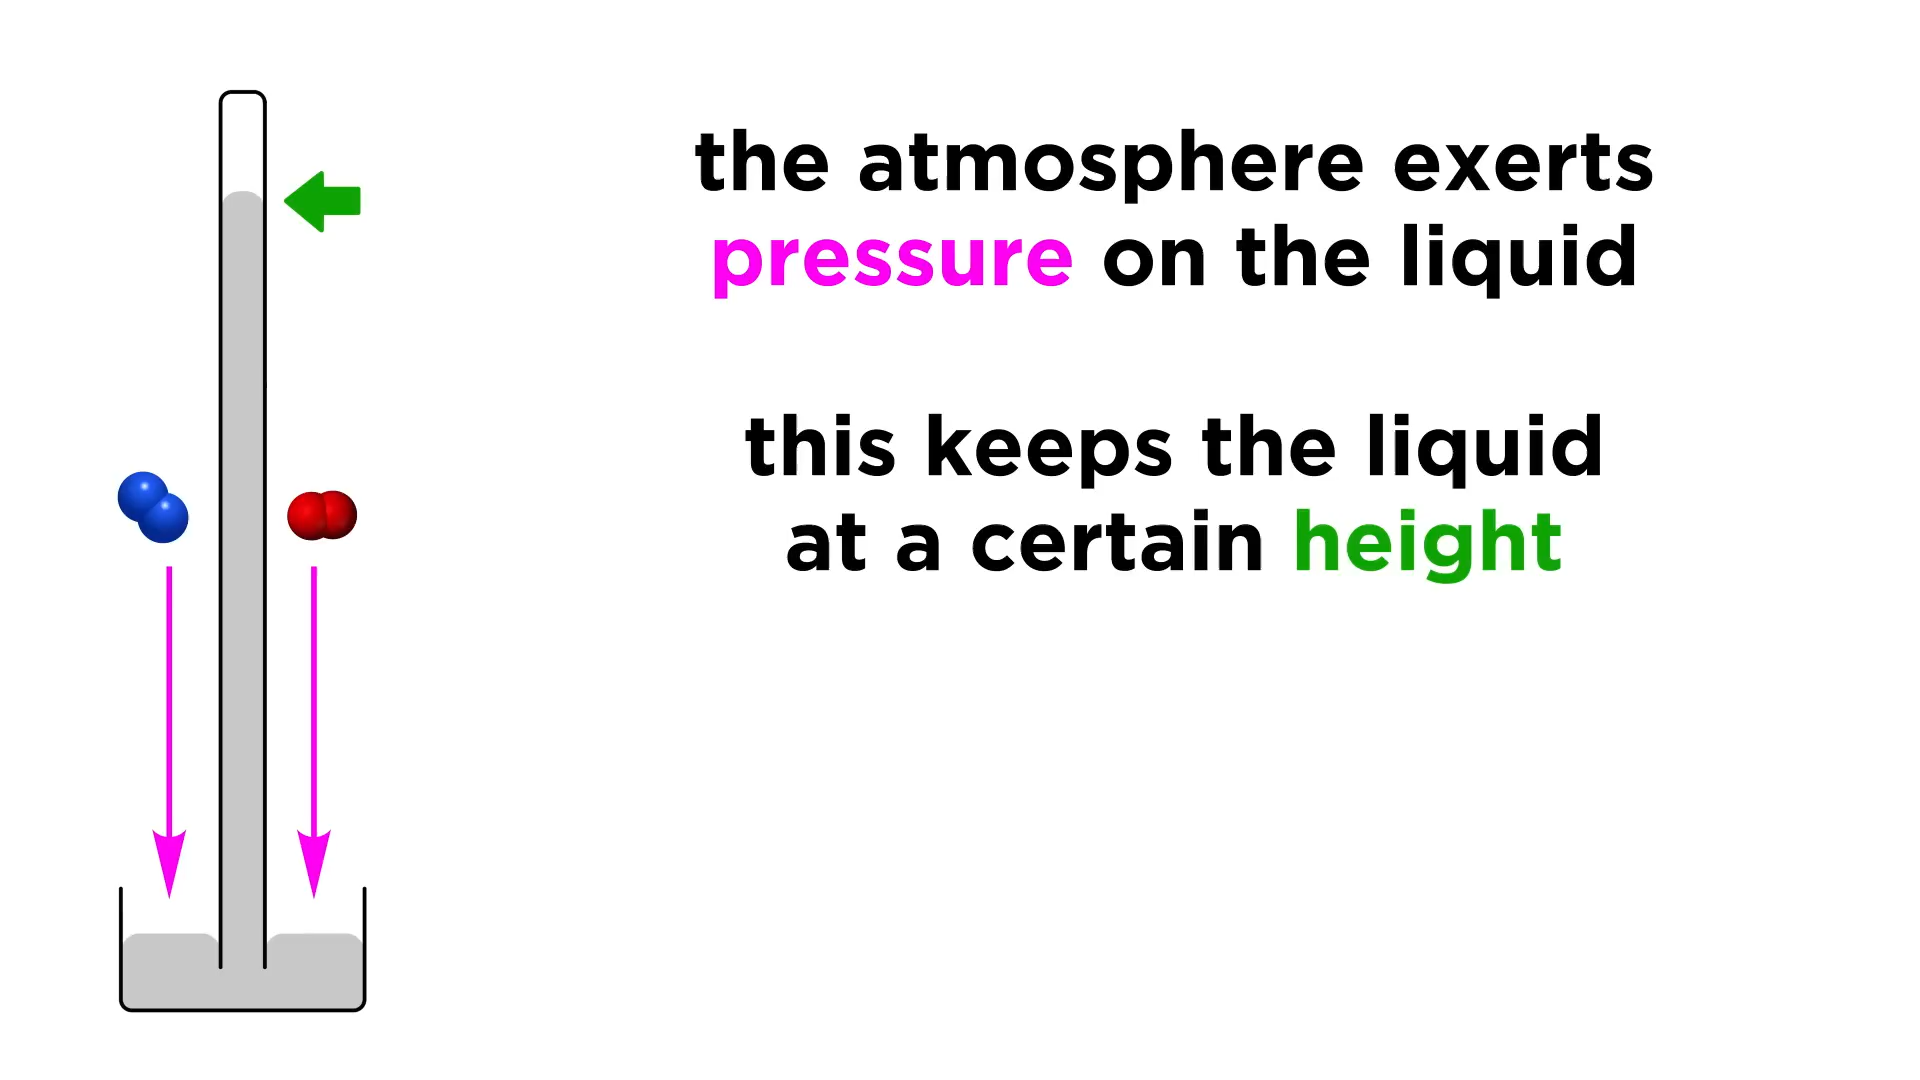 the atmosphere exerts
pressure on the liquid
this keeps the liquid
at a certain height